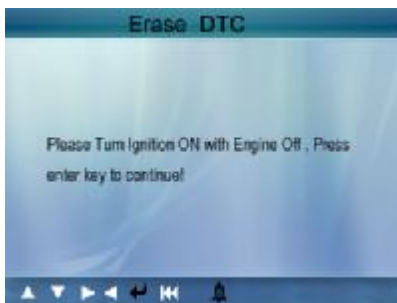 Erase DTC
Please Turn Ignition ON with Engine Off , Press
enter key to continue!